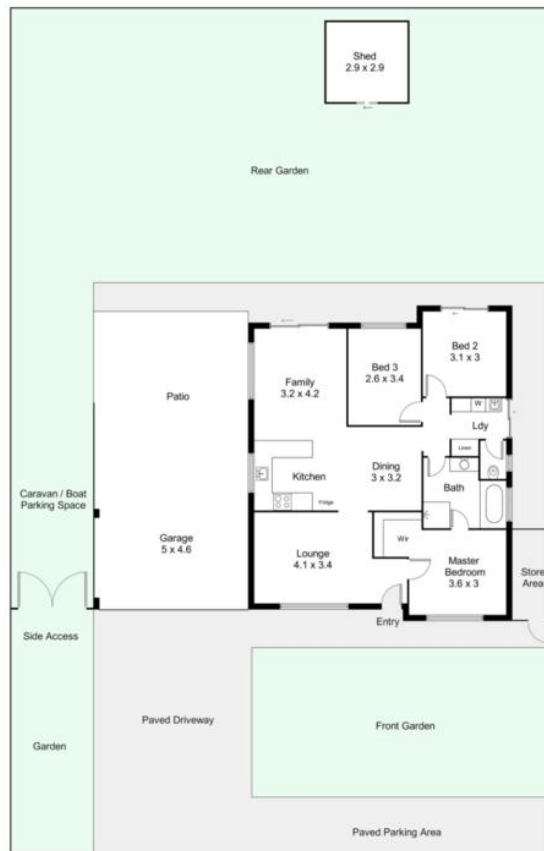 Shed
2.9 x 2.9
Rear Garden
Bed 2
3.1 x 3
Bed 3
2.6 x 3.4
Family
3.2 x 4.2
Patio
W
Ldy
Linen
Dining
3 x 3.2
Kitchen
Fridge
Bath
Caravan / Boat
Parking Space
Garage
5 x 4.6
Lounge
4.1 x 3.4
Wir
Master
Bedroom
3.6 x 3
Store
Area
Entry
Side Access
Paved Driveway
Front Garden
Garden
Paved Parking Area